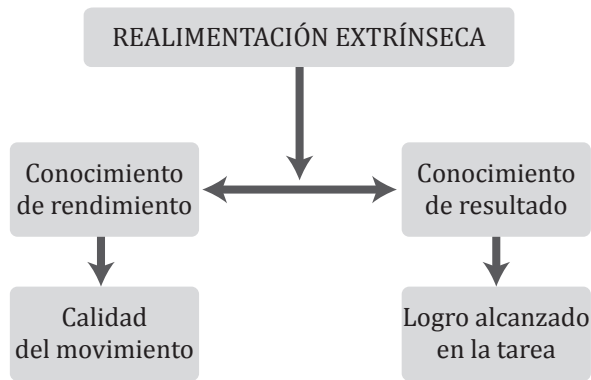 REALIMENTACIÓN EXTRÍNSECA
Conocimiento
de rendimiento
Conocimiento
de resultado
Calidad
del movimiento
Logro alcanzado
en la tarea